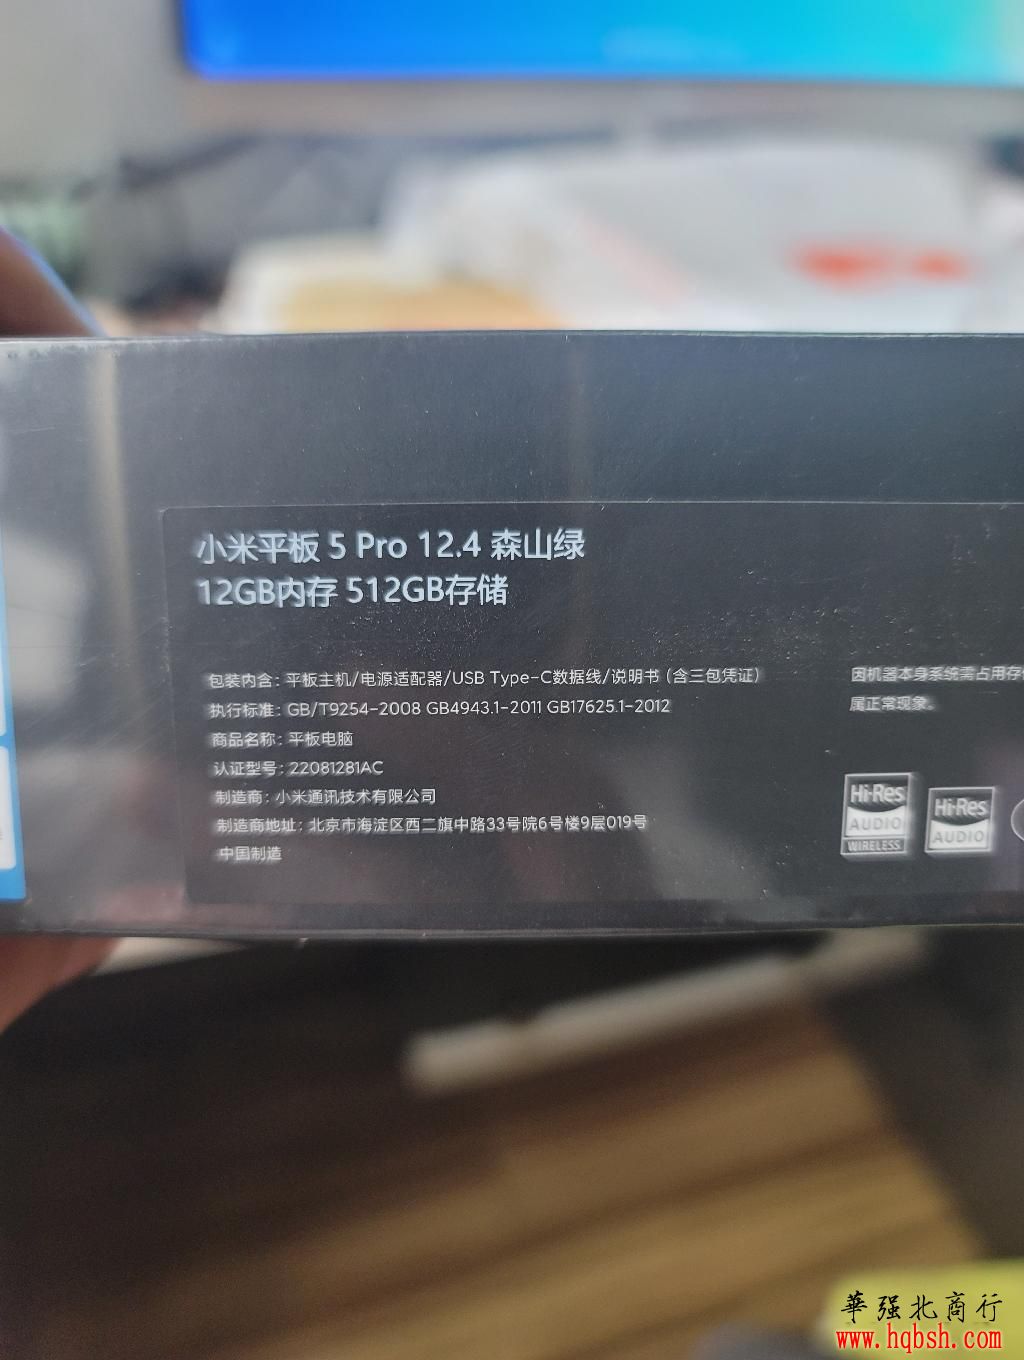 小米平板 5 Pro 12.4 森山绿
12GB内存 512GB存储
包装内含: 平板主机/电源适配器/USB Type-C数据线/说明书 (含三包凭证)
执行标准: GB/T9254-2008 GB4943.1-2011 GB17625.1-2012
商品名称: 平板电脑
认证型号: 22081281AC
制造商: 小米通讯技术有限公司
制造商地址: 北京市海淀区西二旗中路33号院6号楼9层019号
中国制造
因机器本身系统需占用存
属正常现象。
Hi-Res
AUDIO
WIRELESS
Hi-Res
AUDIO
華强北商行
www.hqbsh.com